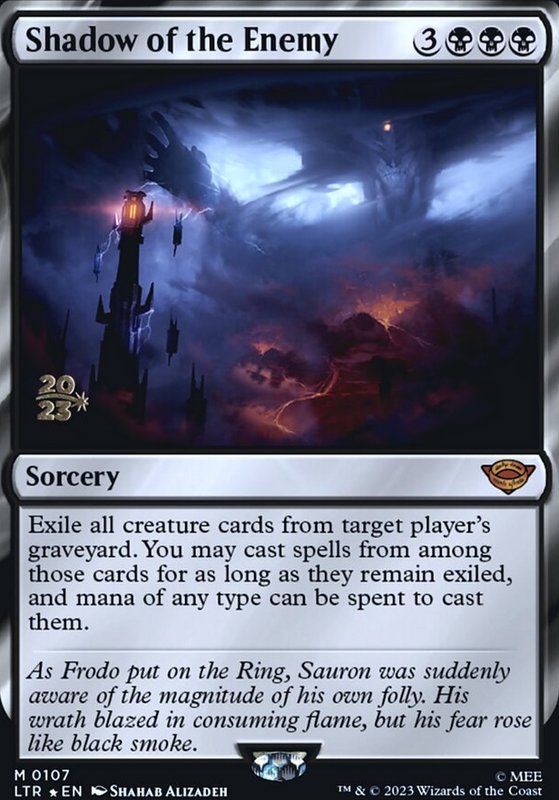 Shadow of the Enemy 3
20
23
Sorcery
Exile all creature cards from target player's
graveyard. You may cast spells from among
those cards for as long as they remain exiled,
and mana of any type can be spent to cast
them.
As Frodo put on the Ring, Sauron was suddenly
aware of the magnitude of his own folly. His
wrath blazed in consuming flame, but his fear rose
like black smoke.
M 0107
LTR ★ EN Shahab Alizadeh
© MEE
™ & © 2023 Wizards of the Coast